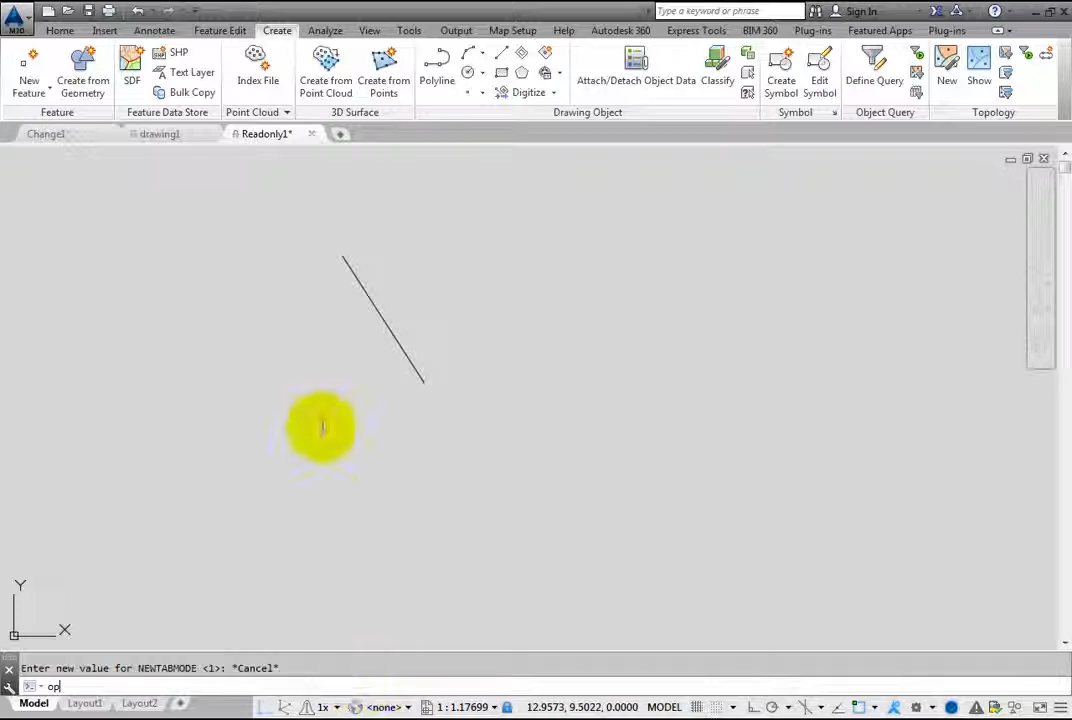 M3D
Type a keyword or phrase
Sign In
Home Insert Annotate Feature Edit Create Analyze View Tools Output Map Setup Help Autodesk 360 Express Tools BIM 360 Plug-ins Featured Apps Plug-ins
New Feature
Create from Geometry
SDF
SHP
Text Layer
Bulk Copy
Index File
Create from Point Cloud
Create from Points
Polyline
Digitize
Attach/Detach Object Data
Classify
Create Symbol
Edit Symbol
Define Query
New
Show
Feature Feature Data Store Point Cloud 3D Surface Drawing Object Symbol Object Query Topology
Change1 drawing1 Readonly1*
Y
X
Enter new value for NEWTABMODE <1>: *Cancel*
op
Model Layout1 Layout2
1x <none> 1:1.17699 12.9573, 9.5022, 0.0000 MODEL